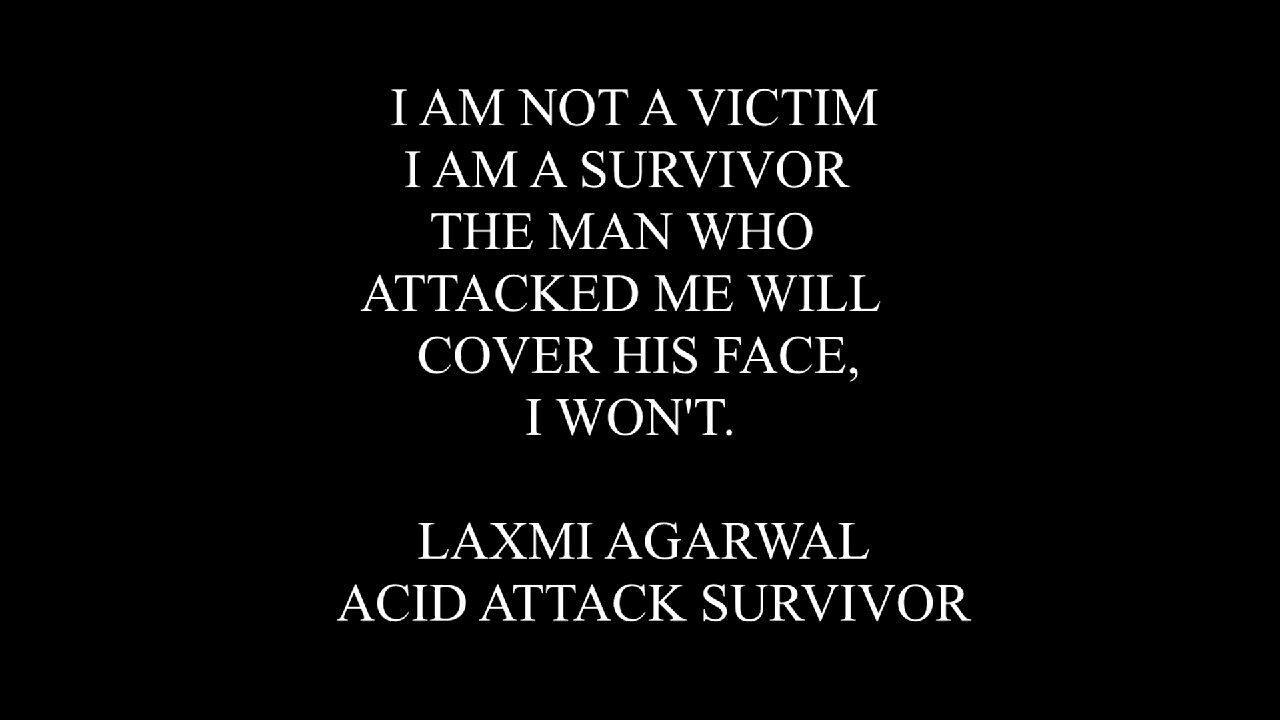 I AM NOT A VICTIM
I AM A SURVIVOR
THE MAN WHO
ATTACKED ME WILL
COVER HIS FACE,
I WON'T.
LAXMI AGARWAL
ACID ATTACK SURVIVOR